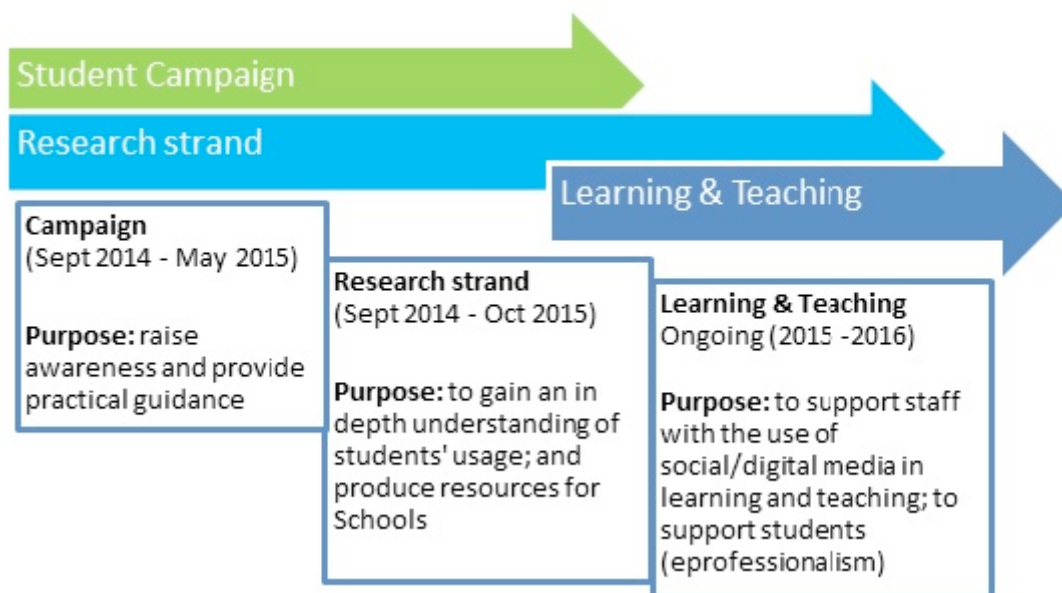 Student Campaign
Research strand
Learning & Teaching
Campaign
(Sept 2014 - May 2015)
Purpose: raise
awareness and provide
practical guidance
Research strand
(Sept 2014 - Oct 2015)
Purpose: to gain an in
depth understanding of
students' usage; and
produce resources for
Schools
Learning & Teaching
Ongoing (2015 -2016)
Purpose: to support staff
with the use of
social/digital media in
learning and teaching; to
support students
(eprofessionalism)